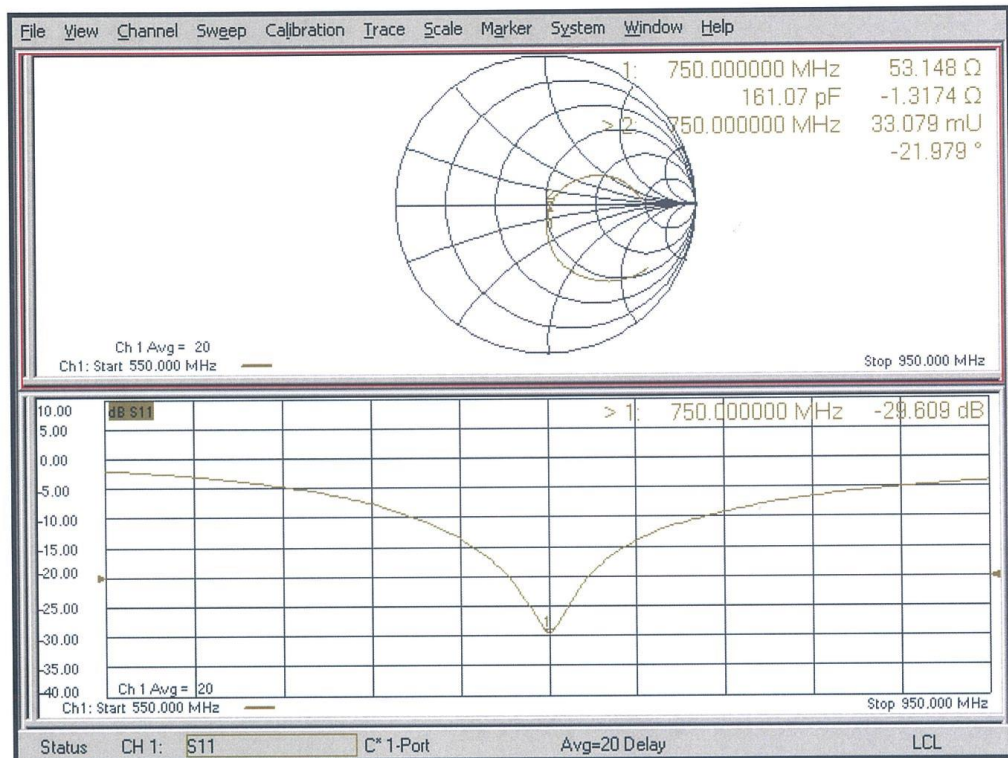 File View Channel Sweep Calibration Trace Scale Marker System Window Help
1: 750.000000 MHz 53.148 Ω
161.07 pF -1.3174 Ω
> 2: 750.000000 MHz 33.079 mU
-21.979 °
Ch 1 Avg = 20
Ch1: Start 550.000 MHz
Stop 950.000 MHz
10.00
dB S11
> 1: 750.000000 MHz -29.609 dB
5.00
0.00
-5.00
-10.00
-15.00
-20.00
-25.00
1
-30.00
-35.00
-40.00
Ch 1 Avg = 20
Ch1: Start 550.000 MHz
Stop 950.000 MHz
Status CH 1: S11 C* 1-Port Avg=20 Delay LCL